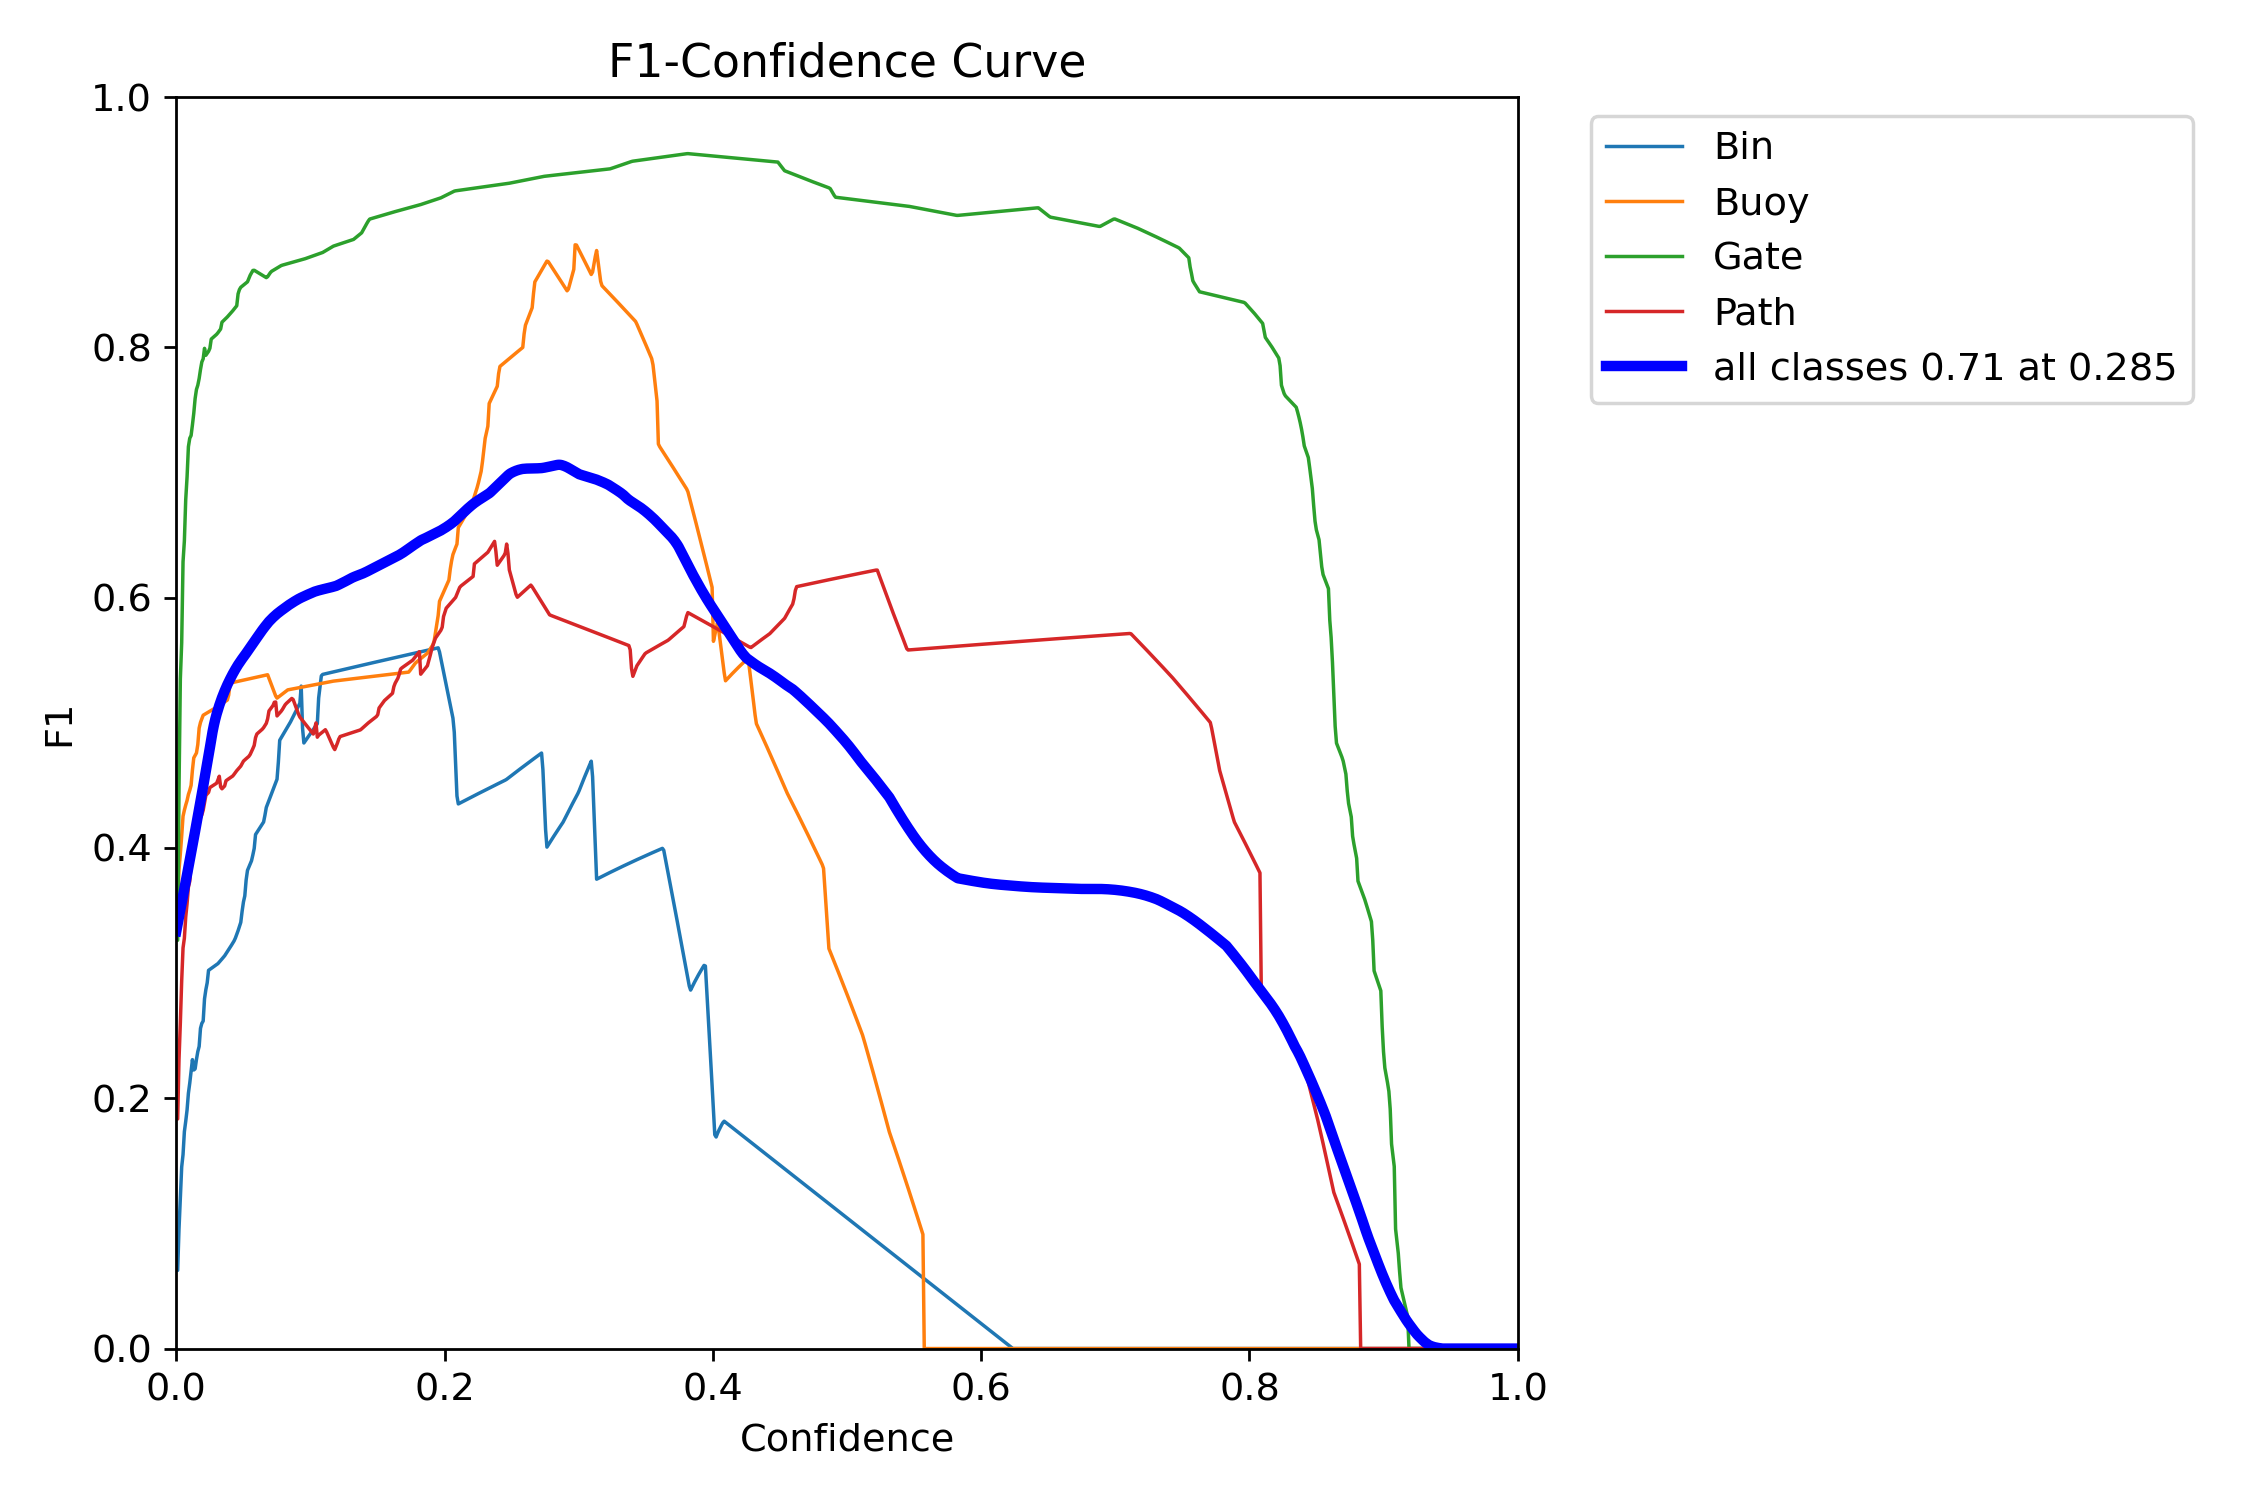 F1-Confidence Curve
1.0
0.8
0.6
0.4
0.2
0.0
F1
0.0 0.2 0.4 0.6 0.8 1.0
Confidence
Bin
Buoy
Gate
Path
all classes 0.71 at 0.285